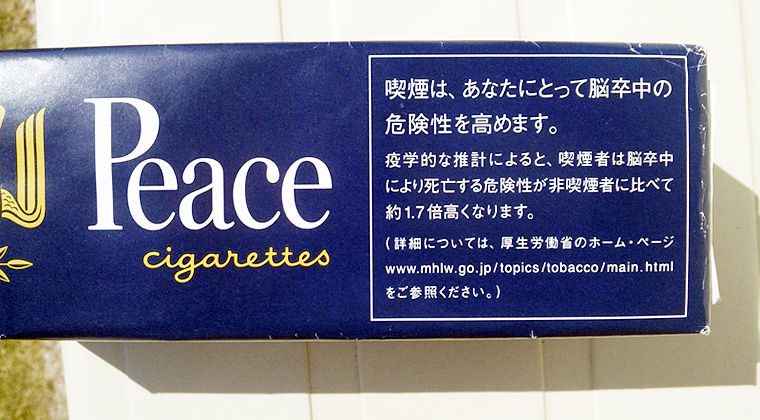 Peace
cigarettes
喫煙は、あなたにとって脳卒中の
危険性を高めます。
疫学的な推計によると、喫煙者は脳卒中
により死亡する危険性が非喫煙者に比べて
約1.7倍高くなります。
(詳細については、厚生労働省のホーム・ページ
www.mhlw.go.jp/topics/tobacco/main.html
をご参照ください。)